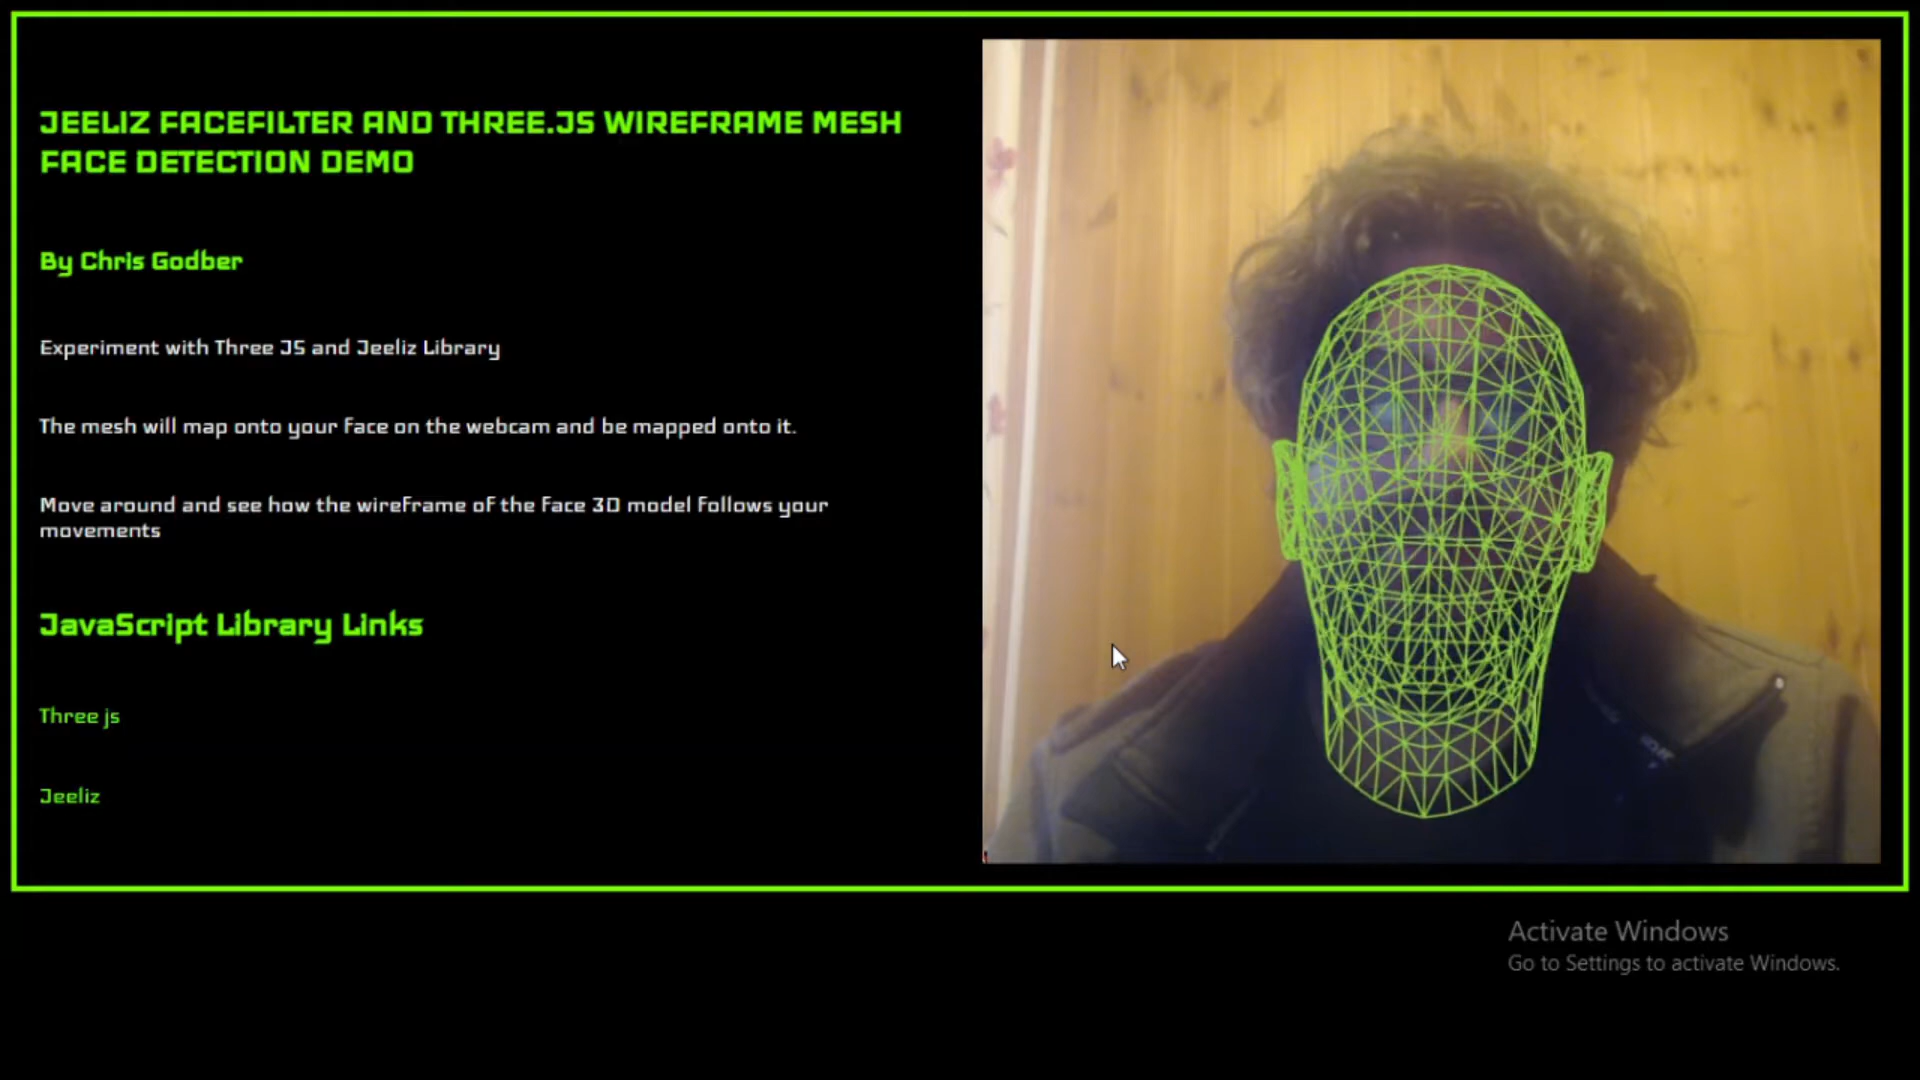 JEELIZ FACEFILTER AND THREE.JS WIREFRAME MESH
FACE DETECTION DEMO
By Chris Godber
Experiment with Three JS and Jeeliz Library
The mesh will map onto your face on the webcam and be mapped onto it.
Move around and see how the wireframe of the face 3D model follows your
movements
JavaScript Library Links
Three js
Jeeliz
Activate Windows
Go to Settings to activate Windows.